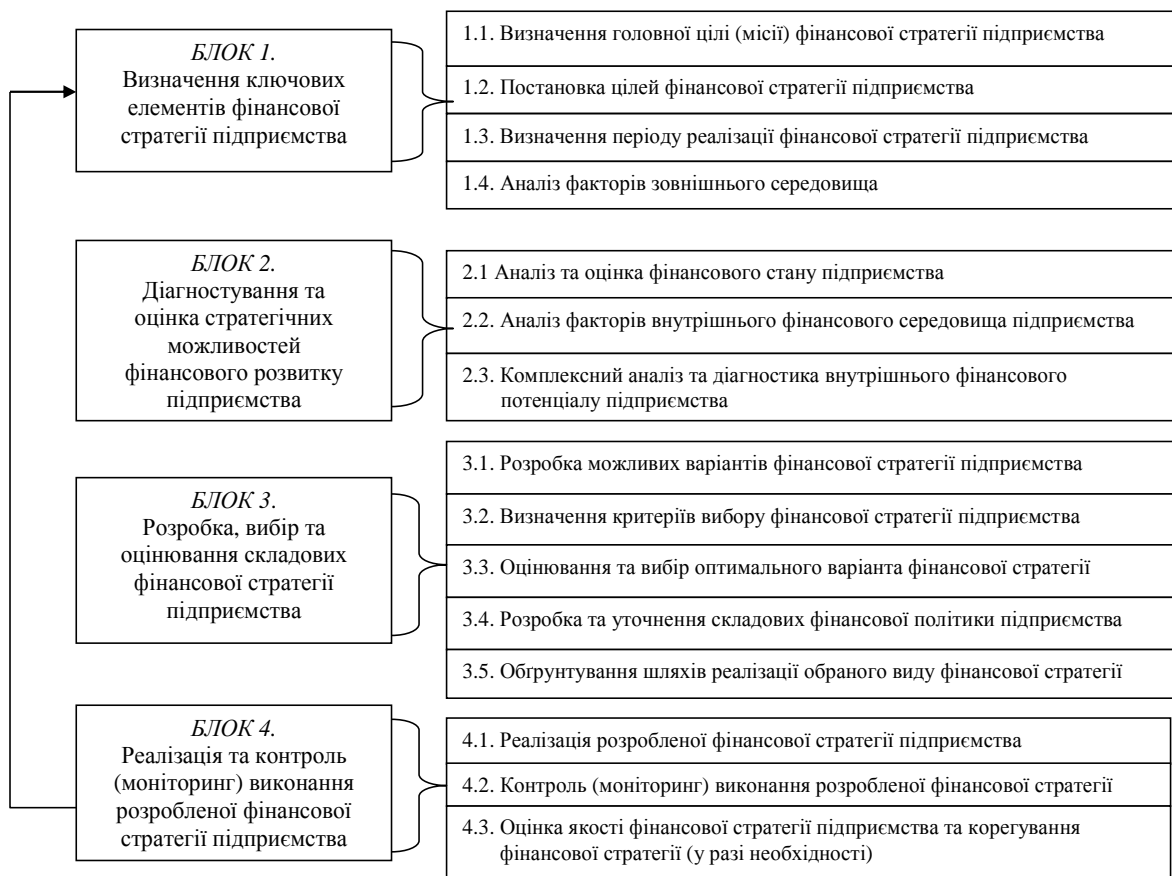 БЛОК 1.
Визначення ключових
елементів фінансової
стратегії підприємства
1.1. Визначення головної цілі (місії) фінансової стратегії підприємства
1.2. Постановка цілей фінансової стратегії підприємства
1.3. Визначення періоду реалізації фінансової стратегії підприємства
1.4. Аналіз факторів зовнішнього середовища
БЛОК 2.
Діагностування та
оцінка стратегічних
можливостей
фінансового розвитку
підприємства
2.1 Аналіз та оцінка фінансового стану підприємства
2.2. Аналіз факторів внутрішнього фінансового середовища підприємства
2.3. Комплексний аналіз та діагностика внутрішнього фінансового
потенціалу підприємства
БЛОК 3.
Розробка, вибір та
оцінювання складових
фінансової стратегії
підприємства
3.1. Розробка можливих варіантів фінансової стратегії підприємства
3.2. Визначення критеріїв вибору фінансової стратегії підприємства
3.3. Оцінювання та вибір оптимального варіанта фінансової стратегії
3.4. Розробка та уточнення складових фінансової політики підприємства
3.5. Обґрунтування шляхів реалізації обраного виду фінансової стратегії
БЛОК 4.
Реалізація та контроль
(моніторинг) виконання
розробленої фінансової
стратегії підприємства
4.1. Реалізація розробленої фінансової стратегії підприємства
4.2. Контроль (моніторинг) виконання розробленої фінансової стратегії
4.3. Оцінка якості фінансової стратегії підприємства та корегування
фінансової стратегії (у разі необхідності)